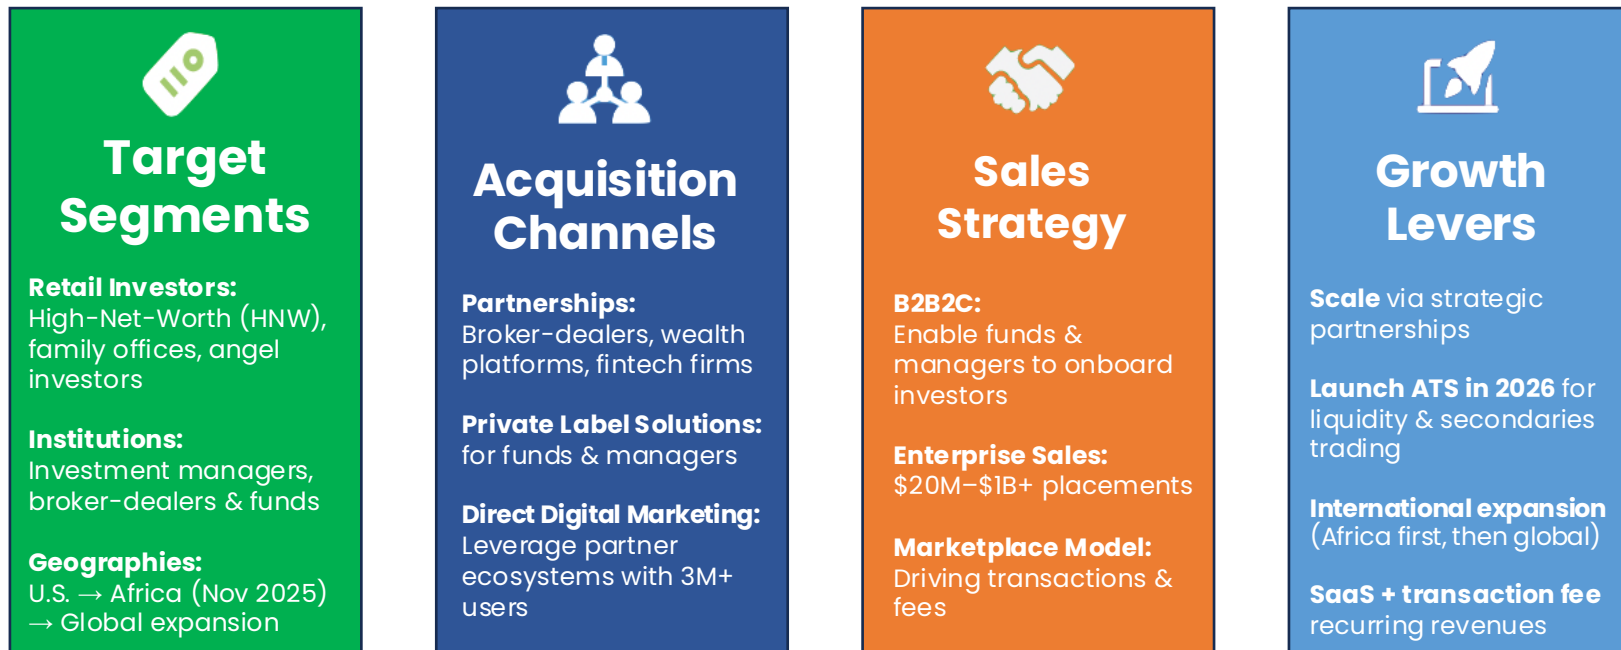 Target
Segments
Retail Investors:
High-Net-Worth (HNW),
family offices, angel
investors
Institutions:
Investment managers,
broker-dealers & funds
Geographies:
U.S. → Africa (Nov 2025)
→ Global expansion
Acquisition
Channels
Partnerships:
Broker-dealers, wealth
platforms, fintech firms
Private Label Solutions:
for funds & managers
Direct Digital Marketing:
Leverage partner
ecosystems with 3M+
users
Sales
Strategy
B2B2C:
Enable funds &
managers to onboard
investors
Enterprise Sales:
$20M–$1B+ placements
Marketplace Model:
Driving transactions &
fees
Growth
Levers
Scale via strategic
partnerships
Launch ATS in 2026 for
liquidity & secondaries
trading
International expansion
(Africa first, then global)
SaaS + transaction fee
recurring revenues